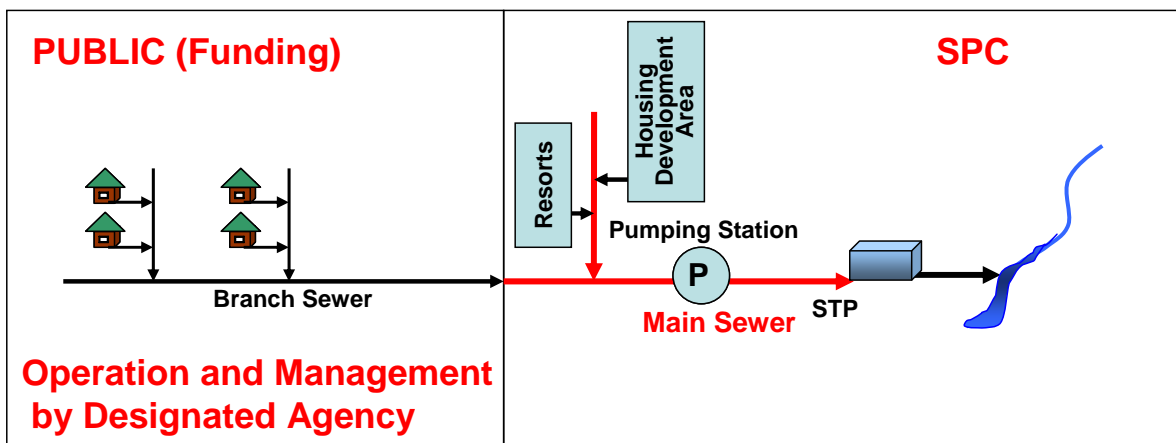 PUBLIC (Funding)
SPC
Housing
Development
Area
Resorts
Pumping Station
P
Branch Sewer
Main Sewer
STP
Operation and Management
by Designated Agency